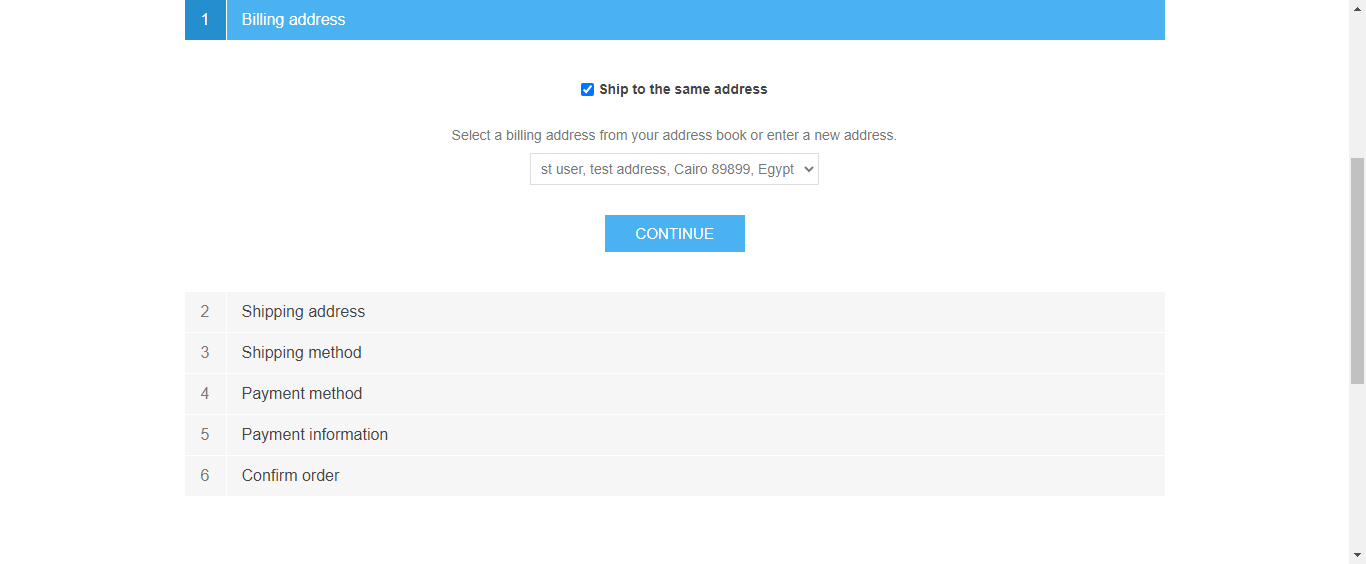 1 Billing address
Ship to the same address
Select a billing address from your address book or enter a new address.
st user, test address, Cairo 89899, Egypt
CONTINUE
2 Shipping address
3 Shipping method
4 Payment method
5 Payment information
6 Confirm order